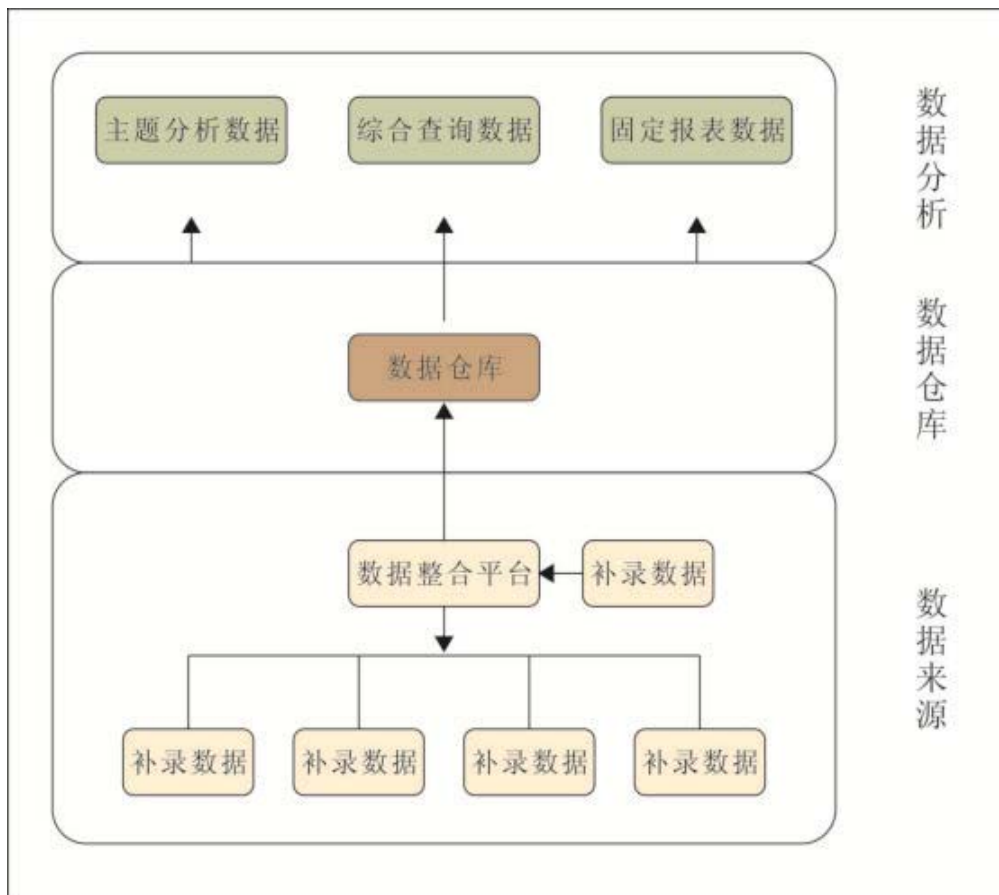 主题分析数据
综合查询数据
固定报表数据
数据分析
数据仓库
数据仓库
数据整合平台
补录数据
数据来源
补录数据
补录数据
补录数据
补录数据